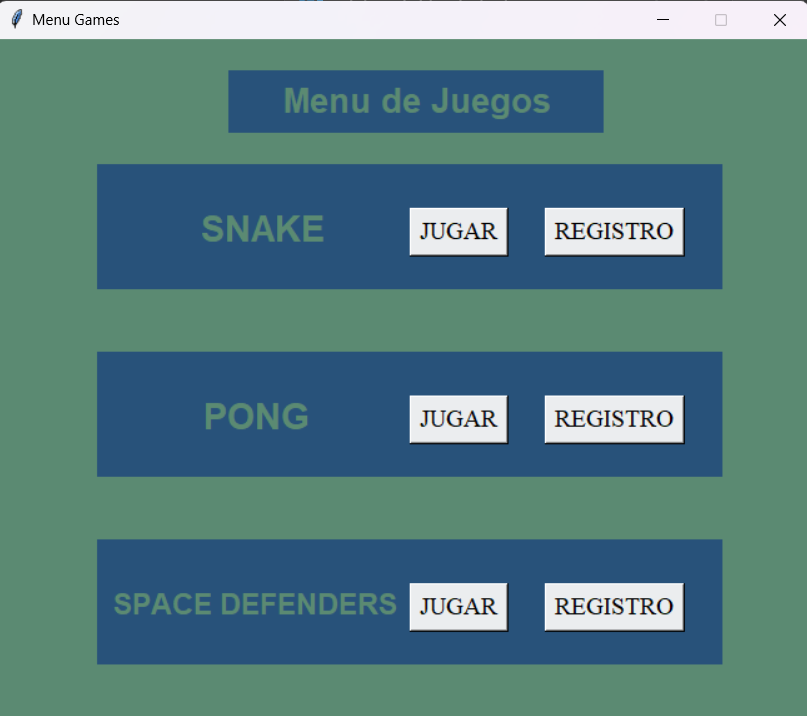 Menu Games
Menu de Juegos
SNAKE JUGAR REGISTRO
PONG JUGAR REGISTRO
SPACE DEFENDERS JUGAR REGISTRO